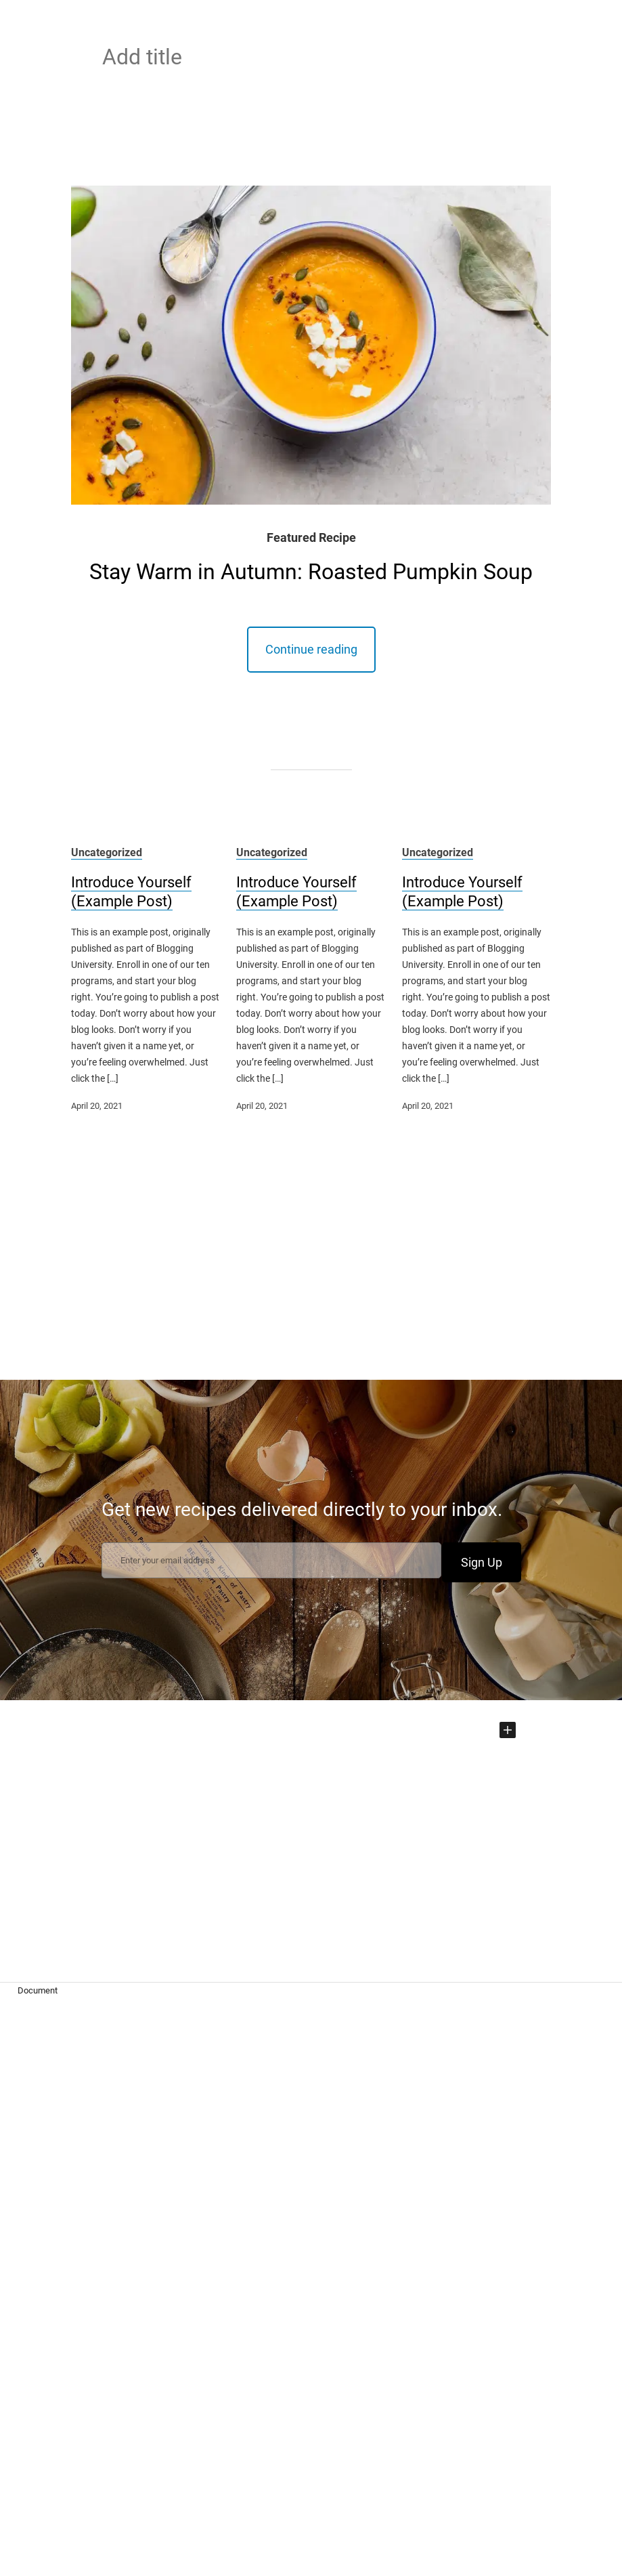 Add title
Featured Recipe
Stay Warm in Autumn: Roasted Pumpkin Soup
Continue reading
Uncategorized
Introduce Yourself
(Example Post)
This is an example post, originally
published as part of Blogging
University. Enroll in one of our ten
programs, and start your blog
right. You’re going to publish a post
today. Don’t worry about how your
blog looks. Don’t worry if you
haven’t given it a name yet, or
you’re feeling overwhelmed. Just
click the […]
April 20, 2021
Uncategorized
Introduce Yourself
(Example Post)
This is an example post, originally
published as part of Blogging
University. Enroll in one of our ten
programs, and start your blog
right. You’re going to publish a post
today. Don’t worry about how your
blog looks. Don’t worry if you
haven’t given it a name yet, or
you’re feeling overwhelmed. Just
click the […]
April 20, 2021
Uncategorized
Introduce Yourself
(Example Post)
This is an example post, originally
published as part of Blogging
University. Enroll in one of our ten
programs, and start your blog
right. You’re going to publish a post
today. Don’t worry about how your
blog looks. Don’t worry if you
haven’t given it a name yet, or
you’re feeling overwhelmed. Just
click the […]
April 20, 2021
Get new recipes delivered directly to your inbox.
Enter your email address
Sign Up
BE-RO
Document